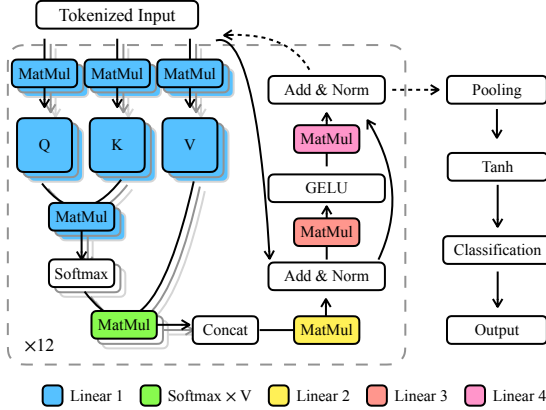 Tokenized Input
MatMul MatMul MatMul
Q K V
MatMul
Softmax
MatMul
Concat
MatMul
Add & Norm
MatMul
GELU
MatMul
Add & Norm
×12
Pooling
Tanh
Classification
Output
Linear 1 Softmax × V Linear 2 Linear 3 Linear 4